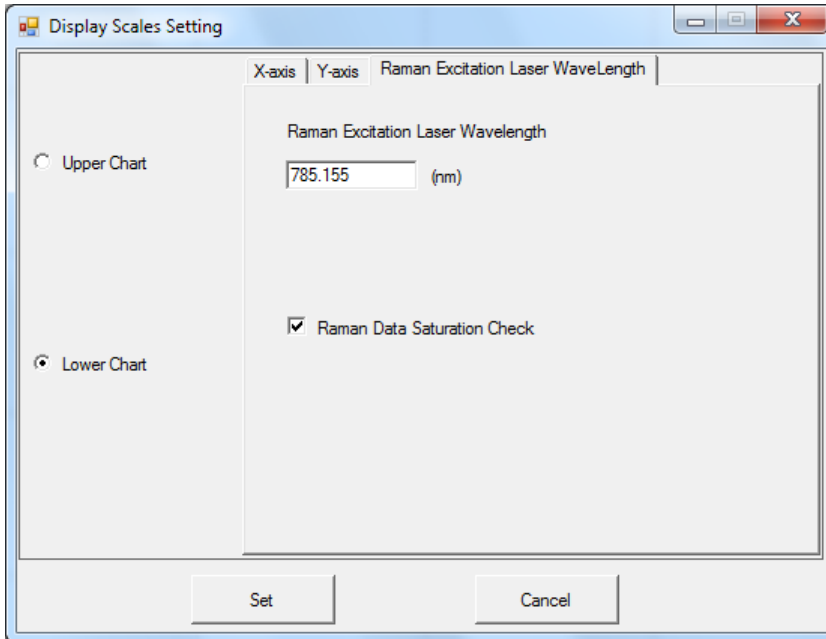 Display Scales Setting
X-axis Y-axis Raman Excitation Laser WaveLength
Raman Excitation Laser Wavelength
Upper Chart
785.155 (nm)
Raman Data Saturation Check
Lower Chart
Set Cancel